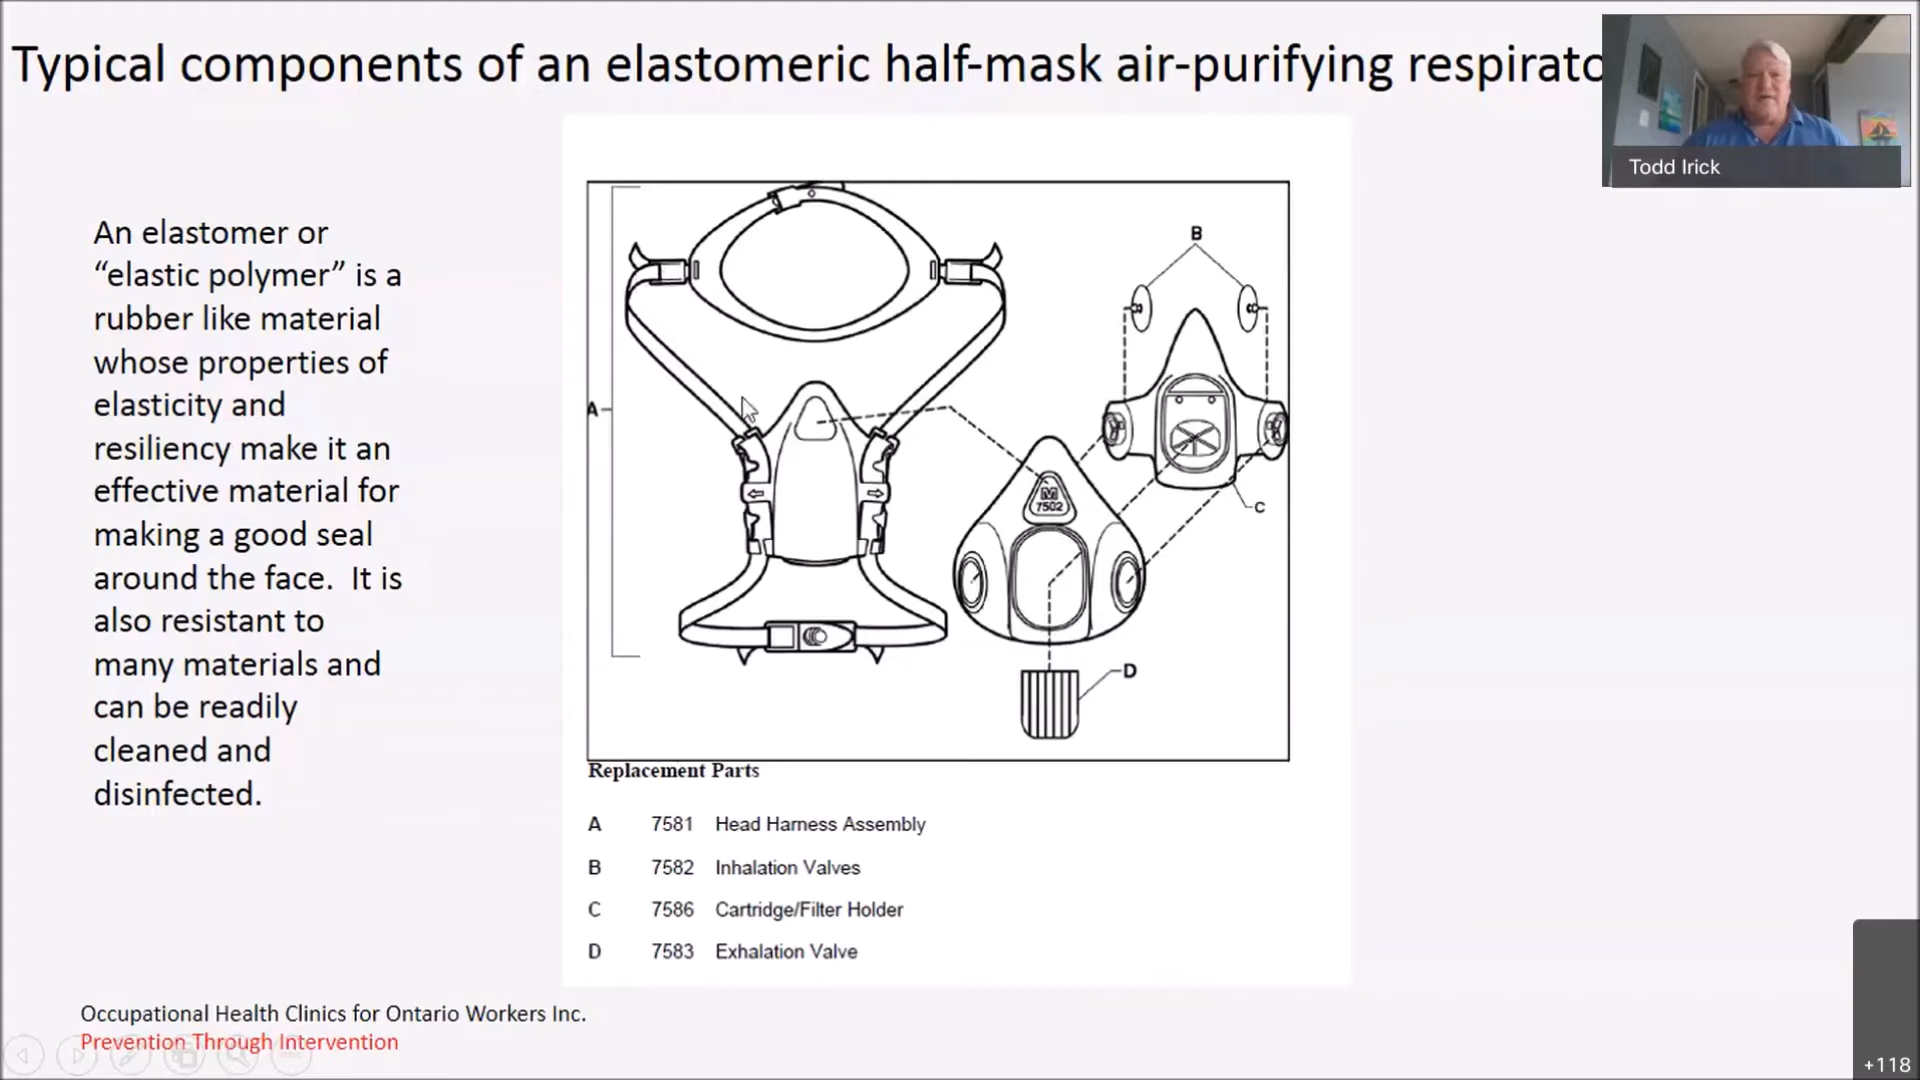 Typical components of an elastomeric half-mask air-purifying respirato
Todd Irick
An elastomer or
“elastic polymer” is a
rubber like material
whose properties of
elasticity and
resiliency make it an
effective material for
making a good seal
around the face.  It is
also resistant to
many materials and
can be readily
cleaned and
disinfected.
A
B
M
7502
C
D
Replacement Parts
A 7581 Head Harness Assembly
B 7582 Inhalation Valves
C 7586 Cartridge/Filter Holder
D 7583 Exhalation Valve
Occupational Health Clinics for Ontario Workers Inc.
Prevention Through Intervention
+118